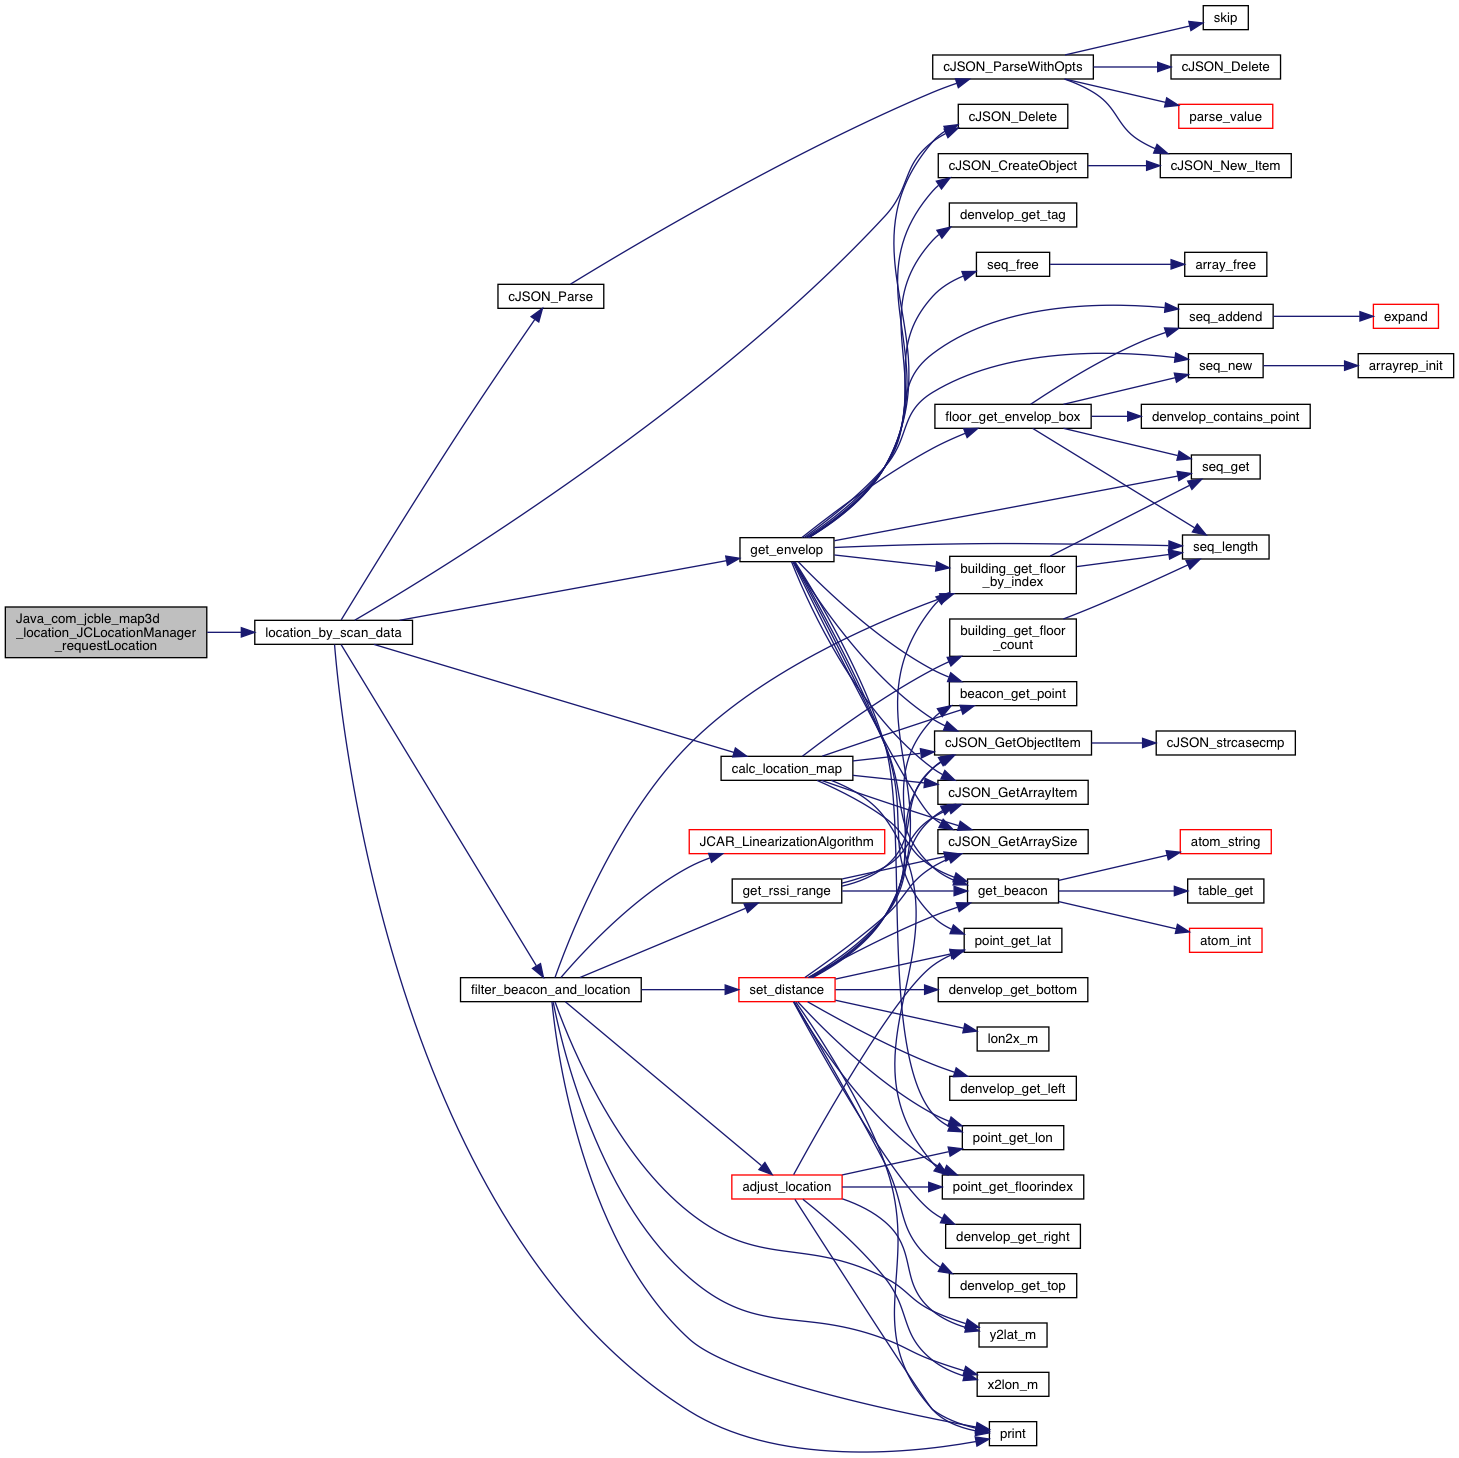 skip
cJSON_ParseWithOpts
cJSON_Delete
cJSON_Delete
parse_value
cJSON_CreateObject
cJSON_New_Item
denvelop_get_tag
seq_free
array_free
cJSON_Parse
seq_addend
expand
seq_new
arrayrep_init
floor_get_envelop_box
denvelop_contains_point
seq_get
get_envelop
seq_length
building_get_floor
_by_index
Java_com_jcble_map3d
_location_JCLocationManager
_requestLocation
location_by_scan_data
building_get_floor
_count
beacon_get_point
cJSON_GetObjectItem
cJSON_strcasecmp
calc_location_map
cJSON_GetArrayItem
JCAR_LinearizationAlgorithm
cJSON_GetArraySize
atom_string
get_rssi_range
get_beacon
table_get
point_get_lat
atom_int
filter_beacon_and_location
set_distance
denvelop_get_bottom
lon2x_m
denvelop_get_left
point_get_lon
adjust_location
point_get_floorindex
denvelop_get_right
denvelop_get_top
y2lat_m
x2lon_m
print